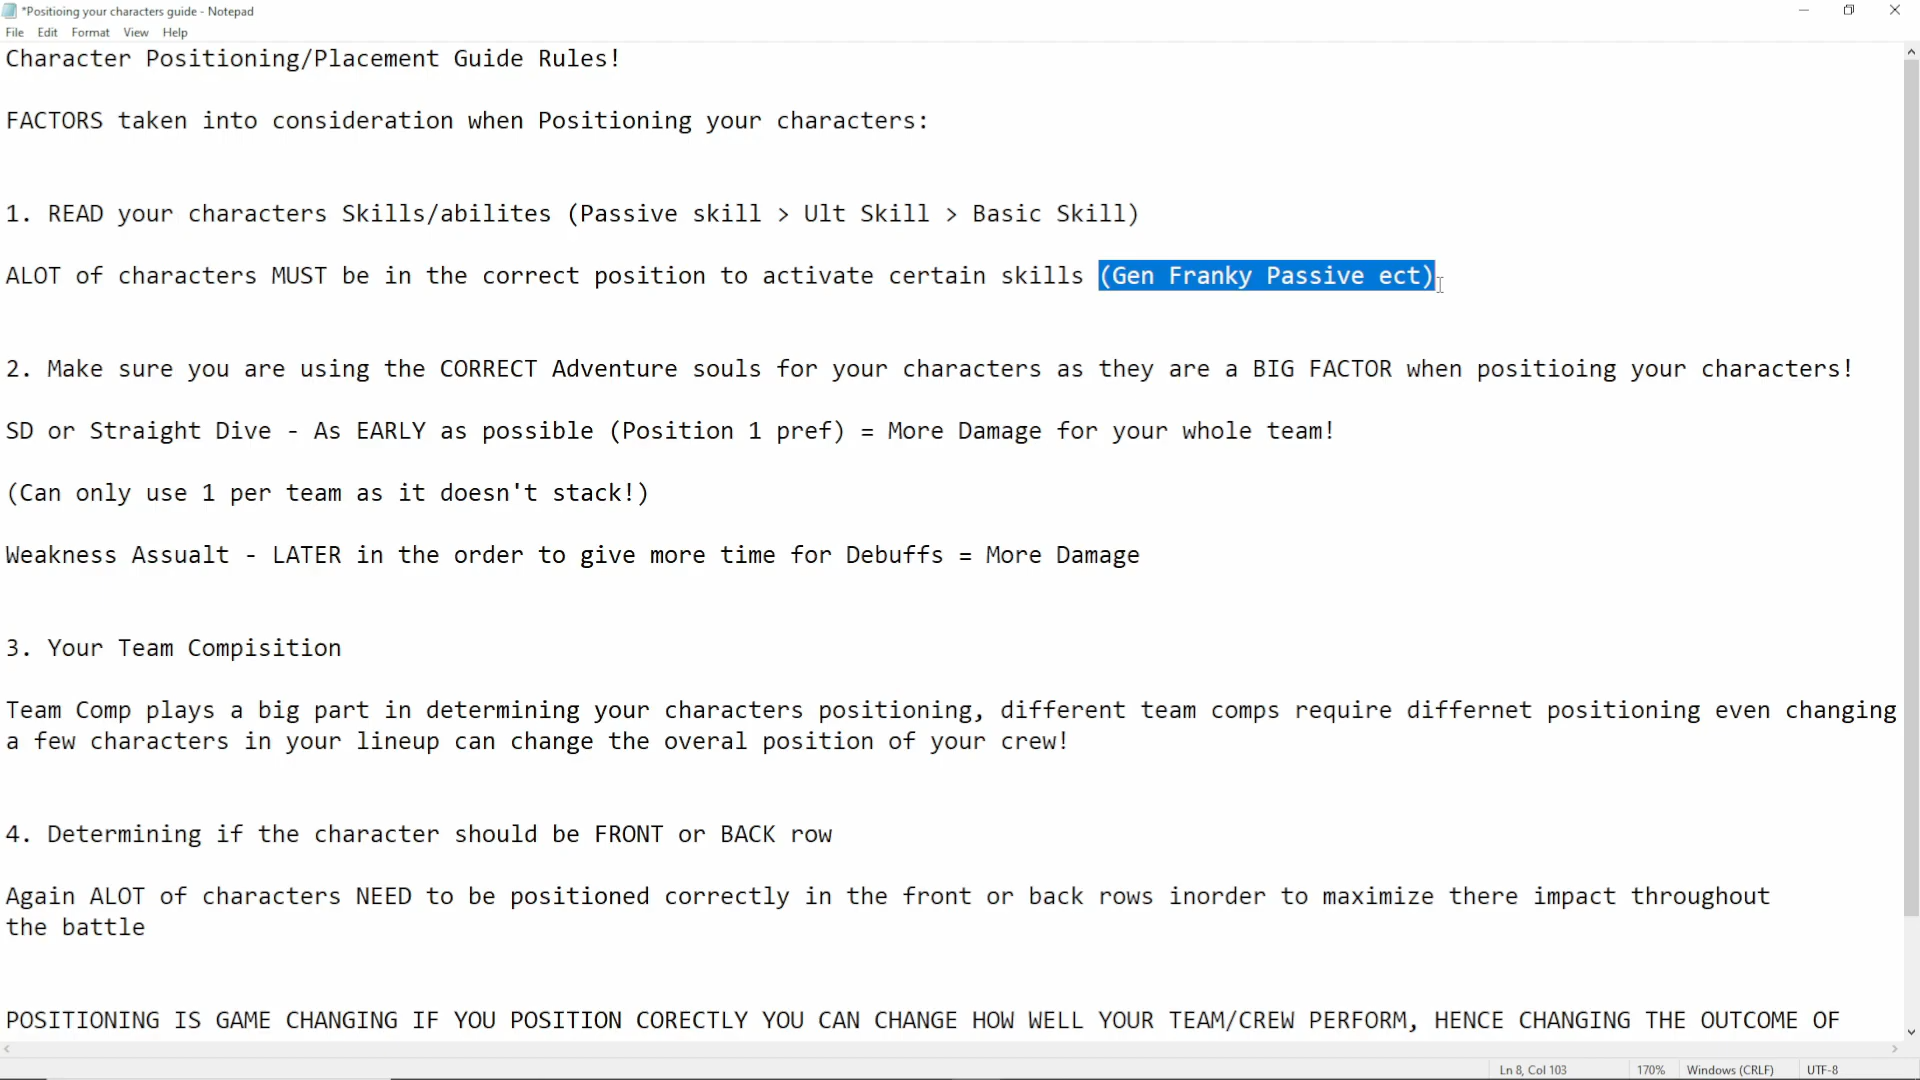 *Positioing your characters guide - Notepad
File Edit Format View Help
Character Positioning/Placement Guide Rules!
FACTORS taken into consideration when Positioning your characters:
1. READ your characters Skills/abilites (Passive skill > Ult Skill > Basic Skill)
ALOT of characters MUST be in the correct position to activate certain skills (Gen Franky Passive ect)
2. Make sure you are using the CORRECT Adventure souls for your characters as they are a BIG FACTOR when positioing your characters!
SD or Straight Dive - As EARLY as possible (Position 1 pref) = More Damage for your whole team!
(Can only use 1 per team as it doesn't stack!)
Weakness Assualt - LATER in the order to give more time for Debuffs = More Damage
3. Your Team Compisition
Team Comp plays a big part in determining your characters positioning, different team comps require differnet positioning even changing
a few characters in your lineup can change the overal position of your crew!
4. Determining if the character should be FRONT or BACK row
Again ALOT of characters NEED to be positioned correctly in the front or back rows inorder to maximize there impact throughout
the battle
POSITIONING IS GAME CHANGING IF YOU POSITION CORECTLY YOU CAN CHANGE HOW WELL YOUR TEAM/CREW PERFORM, HENCE CHANGING THE OUTCOME OF
Ln 8, Col 103 170% Windows (CRLF) UTF-8